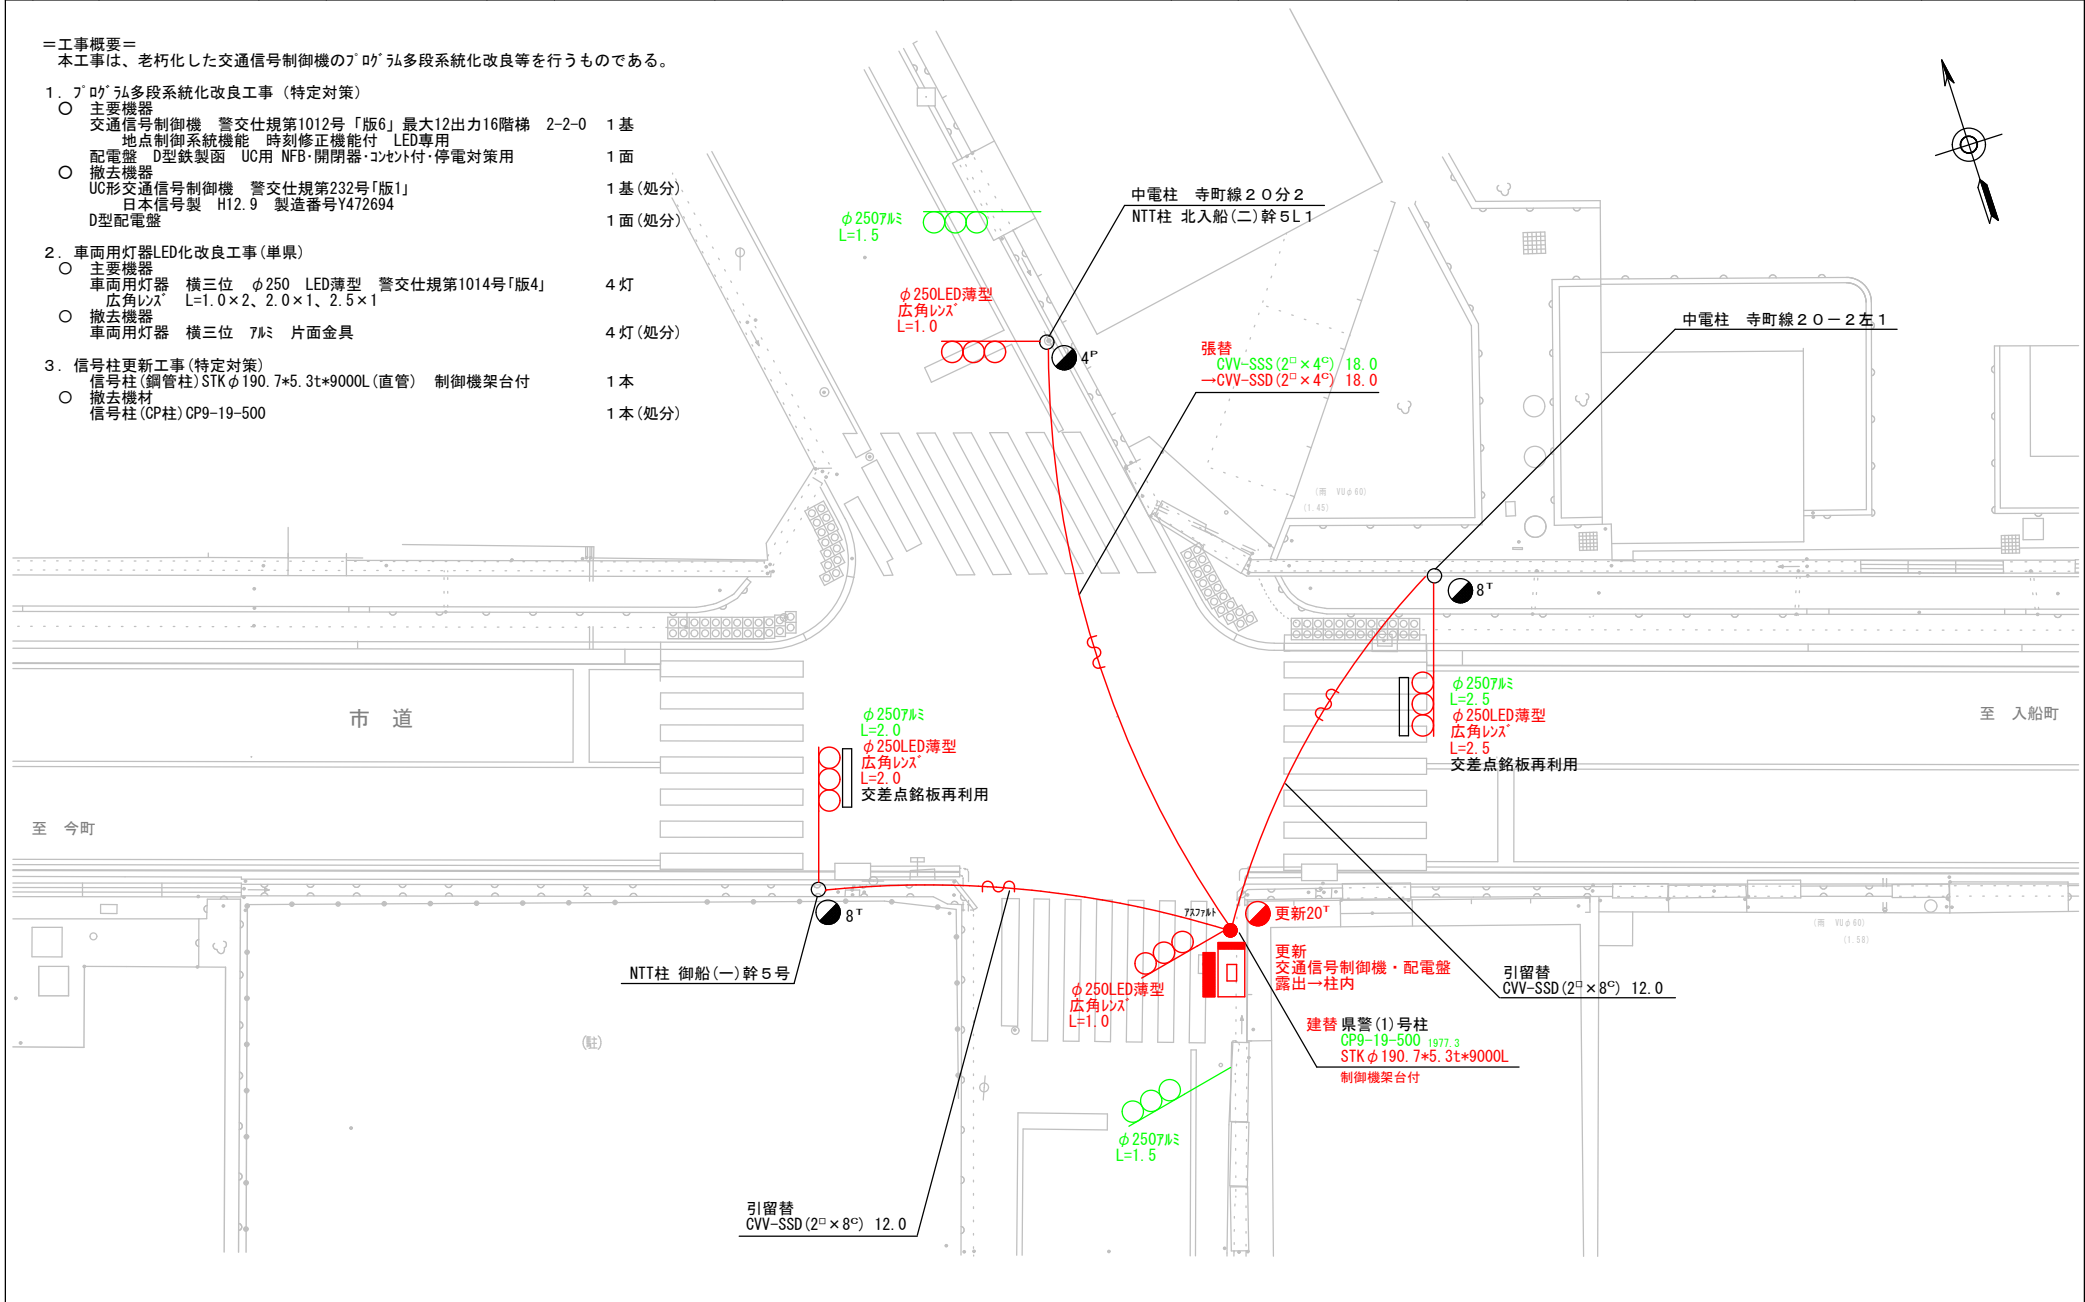 ＝工事概要＝
本工事は、老朽化した交通信号制御機のﾌﾟﾛｸﾞﾗﾑ多段系統化改良等を行うものである。
1．ﾌﾟﾛｸﾞﾗﾑ多段系統化改良工事（特定対策）
○ 主要機器
交通信号制御機　警交仕規第1012号「版6」最大12出力16階梯　2-2-0　1基
地点制御系統機能　時刻修正機能付　LED専用
配電盤　D型鉄製函　UC用 NFB･開閉器･ｺﾝｾﾝﾄ付･停電対策用　1面
○ 撤去機器
UC形交通信号制御機　警交仕規第232号｢版1｣　1基(処分)
日本信号製　H12.9　製造番号Y472694
D型配電盤　1面(処分)
2．車両用灯器LED化改良工事(単県)
○ 主要機器
車両用灯器　横三位　φ250　LED薄型　警交仕規第1014号｢版4｣　4灯
広角ﾚﾝｽﾞ　L=1.0×2、2.0×1、2.5×1
○ 撤去機器
車両用灯器　横三位　ｱﾙﾐ　片面金具　4灯(処分)
3．信号柱更新工事(特定対策)
信号柱(鋼管柱)STKφ190.7*5.3t*9000L(直管)　制御機架台付　1本
○ 撤去機材
信号柱(CP柱)CP9-19-500　1本(処分)
φ250ｱﾙﾐ
L=1.5
中電柱　寺町線２０分２
NTT柱 北入船(二)幹５L１
φ250LED薄型
広角ﾚﾝｽﾞ
L=1.0
4P
中電柱　寺町線２０－２左１
張替
CVV-SSS(2□×4C) 18.0
→CVV-SSD(2□×4C) 18.0
(雨 VUφ60)
(1.45)
8T
市　道
φ250ｱﾙﾐ
L=2.0
φ250LED薄型
広角ﾚﾝｽﾞ
L=2.0
交差点銘板再利用
φ250ｱﾙﾐ
L=2.5
φ250LED薄型
広角ﾚﾝｽﾞ
L=2.5
交差点銘板再利用
至　入船町
至　今町
8T
ｱｽﾌｧﾙﾄ
更新20T
(雨 VUφ60)
(1.58)
NTT柱 御船(一)幹５号
更新
交通信号制御機・配電盤
露出→柱内
φ250LED薄型
広角ﾚﾝｽﾞ
L=1.0
引留替
CVV-SSD(2□×8C) 12.0
建替 県警(1)号柱
CP9-19-500 1977.3
STKφ190.7*5.3t*9000L
制御機架台付
(駐)
φ250ｱﾙﾐ
L=1.5
引留替
CVV-SSD(2□×8C) 12.0